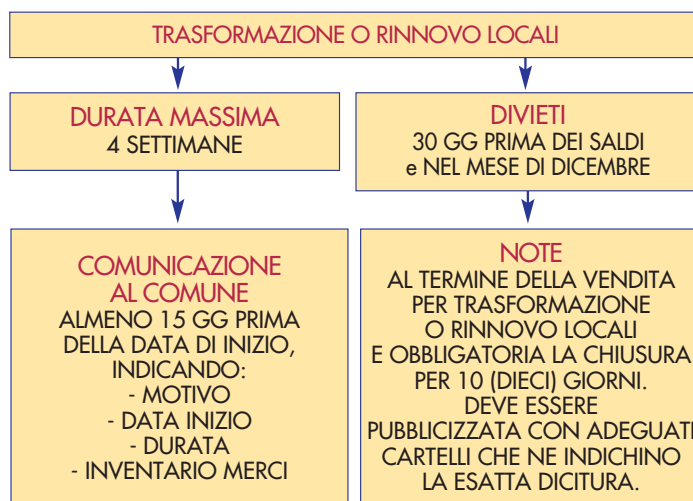 TRASFORMAZIONE O RINNOVO LOCALI
DURATA MASSIMA
4 SETTIMANE
DIVIETI
30 GG PRIMA DEI SALDI
e NEL MESE DI DICEMBRE
COMUNICAZIONE
AL COMUNE
ALMENO 15 GG PRIMA
DELLA DATA DI INIZIO,
INDICANDO:
- MOTIVO
- DATA INIZIO
- DURATA
- INVENTARIO MERCI
NOTE
AL TERMINE DELLA VENDITA
PER TRASFORMAZIONE
O RINNOVO LOCALI
E OBBLIGATORIA LA CHIUSURA
PER 10 (DIECI) GIORNI.
DEVE ESSERE
PUBBLICIZZATA CON ADEGUATI
CARTELLI CHE NE INDICHINO
LA ESATTA DICITURA.